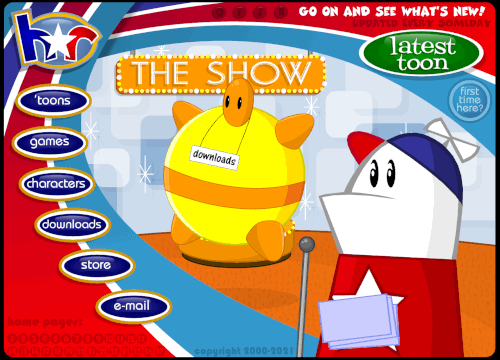 GO ON AND SEE WHAT'S NEW!
UPDATED EVERY SOMEDAY
h★r
latest
toon
THE SHOW
first
time
here?
'toons
games
characters
downloads
store
e-mail
downloads
home pages:
copyright 2000-2021